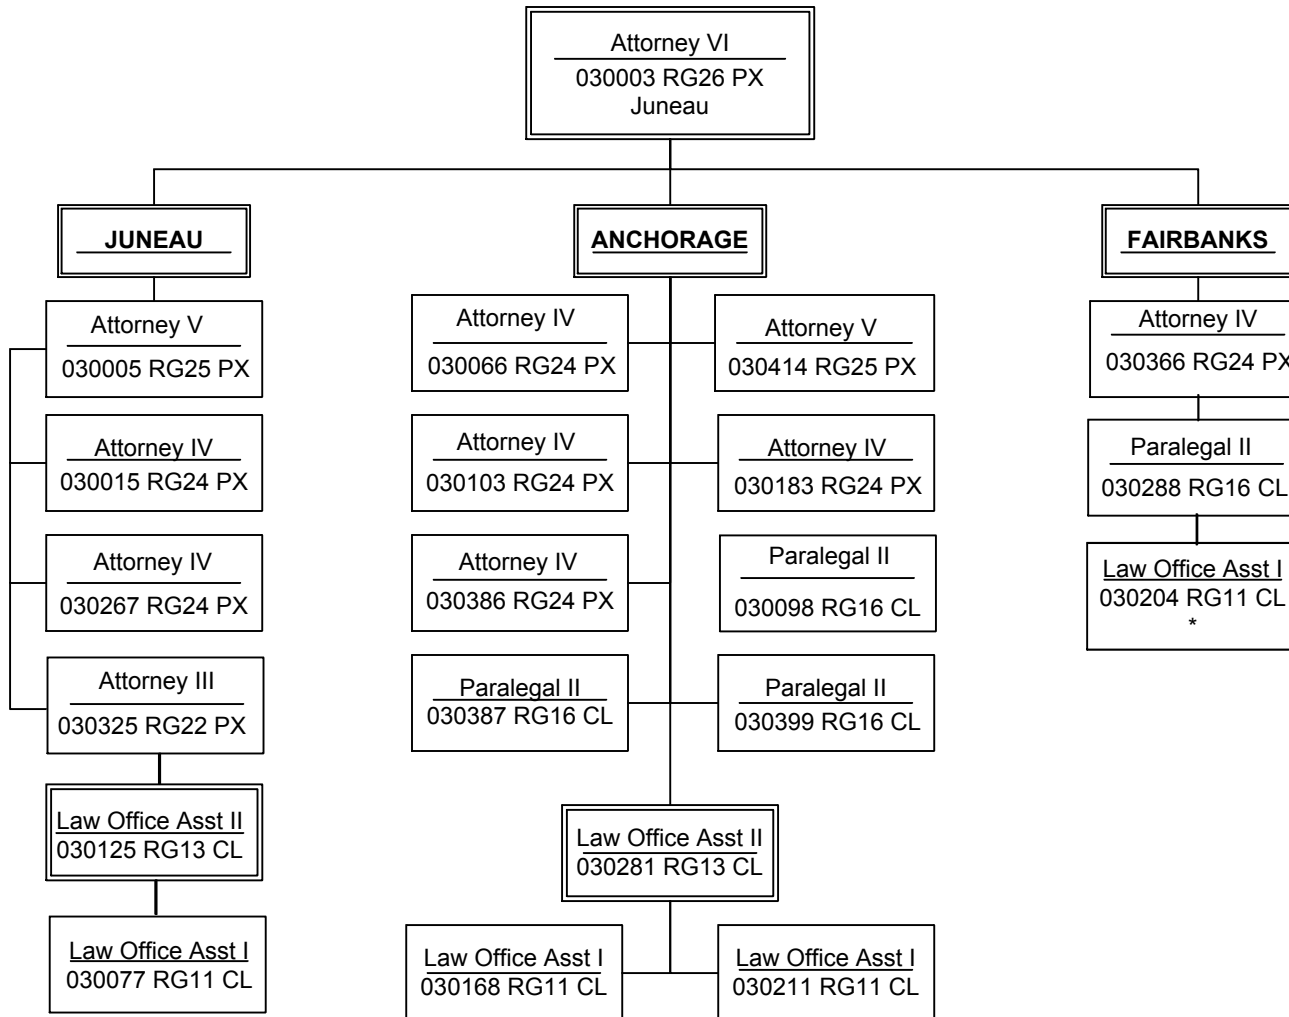 Attorney VI
030003 RG26 PX
Juneau
JUNEAU
Attorney V
030005 RG25 PX
Attorney IV
030015 RG24 PX
Attorney IV
030267 RG24 PX
Attorney III
030325 RG22 PX
Law Office Asst II
030125 RG13 CL
Law Office Asst I
030077 RG11 CL
ANCHORAGE
Attorney IV
030066 RG24 PX
Attorney V
030414 RG25 PX
Attorney IV
030103 RG24 PX
Attorney IV
030183 RG24 PX
Attorney IV
030386 RG24 PX
Paralegal II
030098 RG16 CL
Paralegal II
030387 RG16 CL
Paralegal II
030399 RG16 CL
Law Office Asst II
030281 RG13 CL
Law Office Asst I
030168 RG11 CL
Law Office Asst I
030211 RG11 CL
FAIRBANKS
Attorney IV
030366 RG24 PX
Paralegal II
030288 RG16 CL
Law Office Asst I
030204 RG11 CL
*